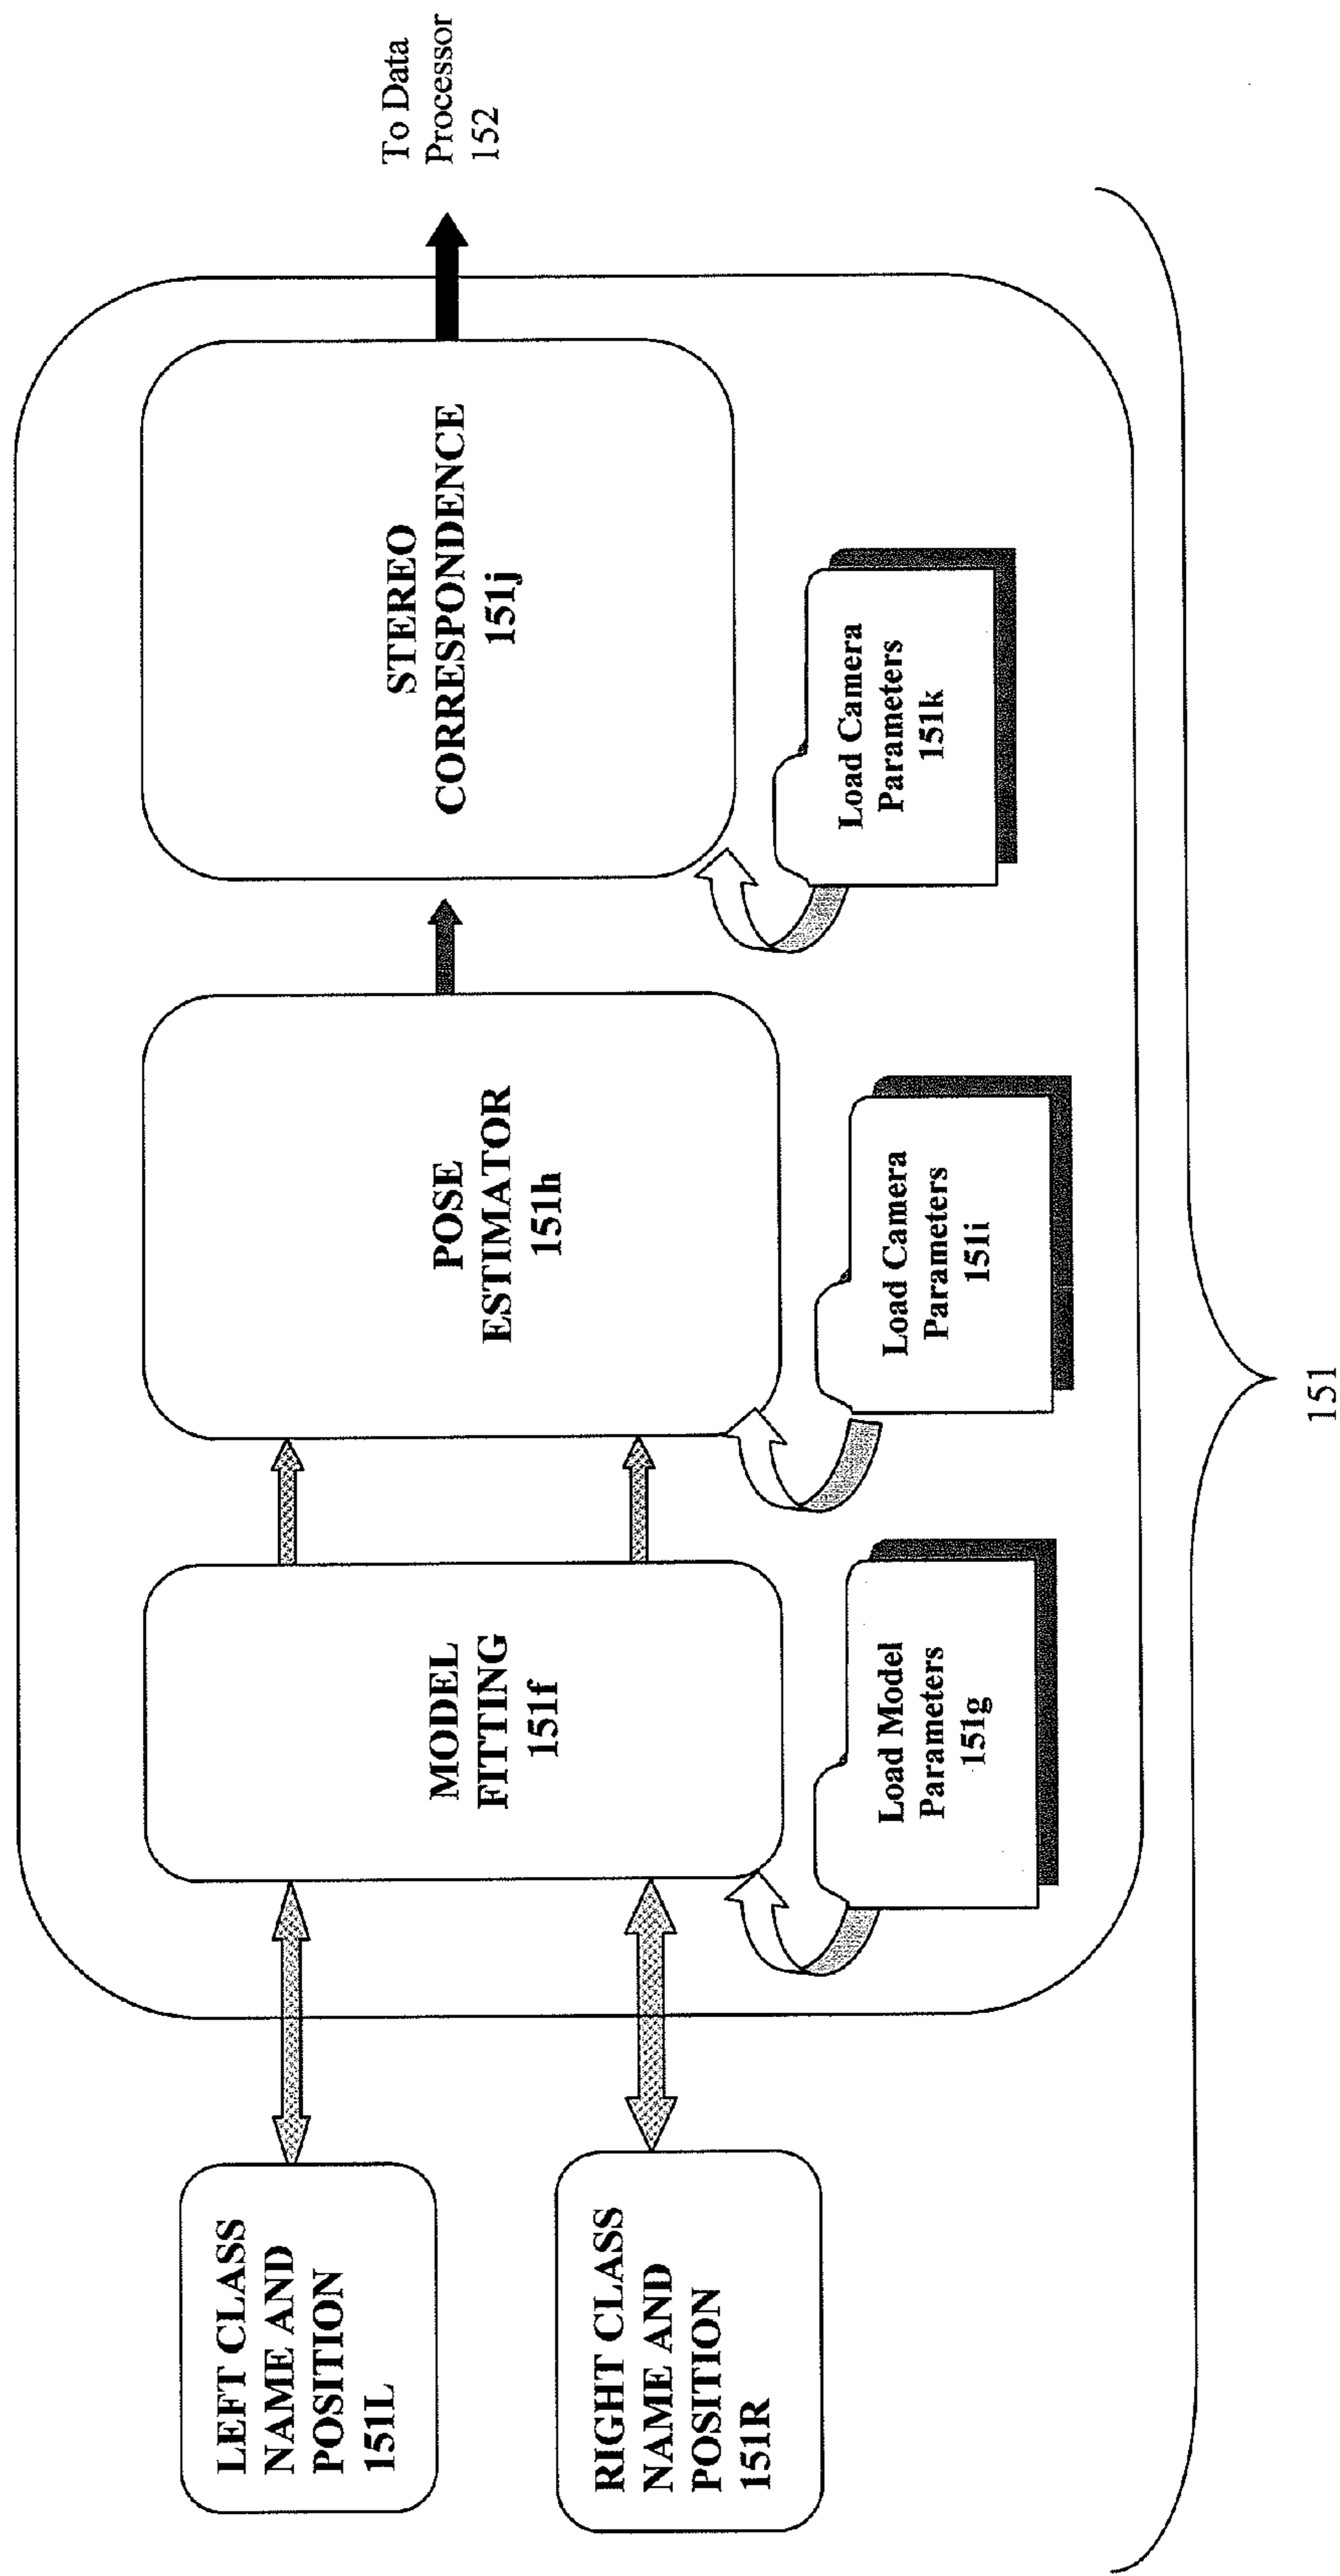 LEFT CLASS
NAME AND
POSITION
151L
RIGHT CLASS
NAME AND
POSITION
151R
MODEL
FITTING
151f
Load Model
Parameters
151g
POSE
ESTIMATOR
151h
Load Camera
Parameters
151i
STEREO
CORRESPONDENCE
151j
Load Camera
Parameters
151k
To Data
Processor
152
151